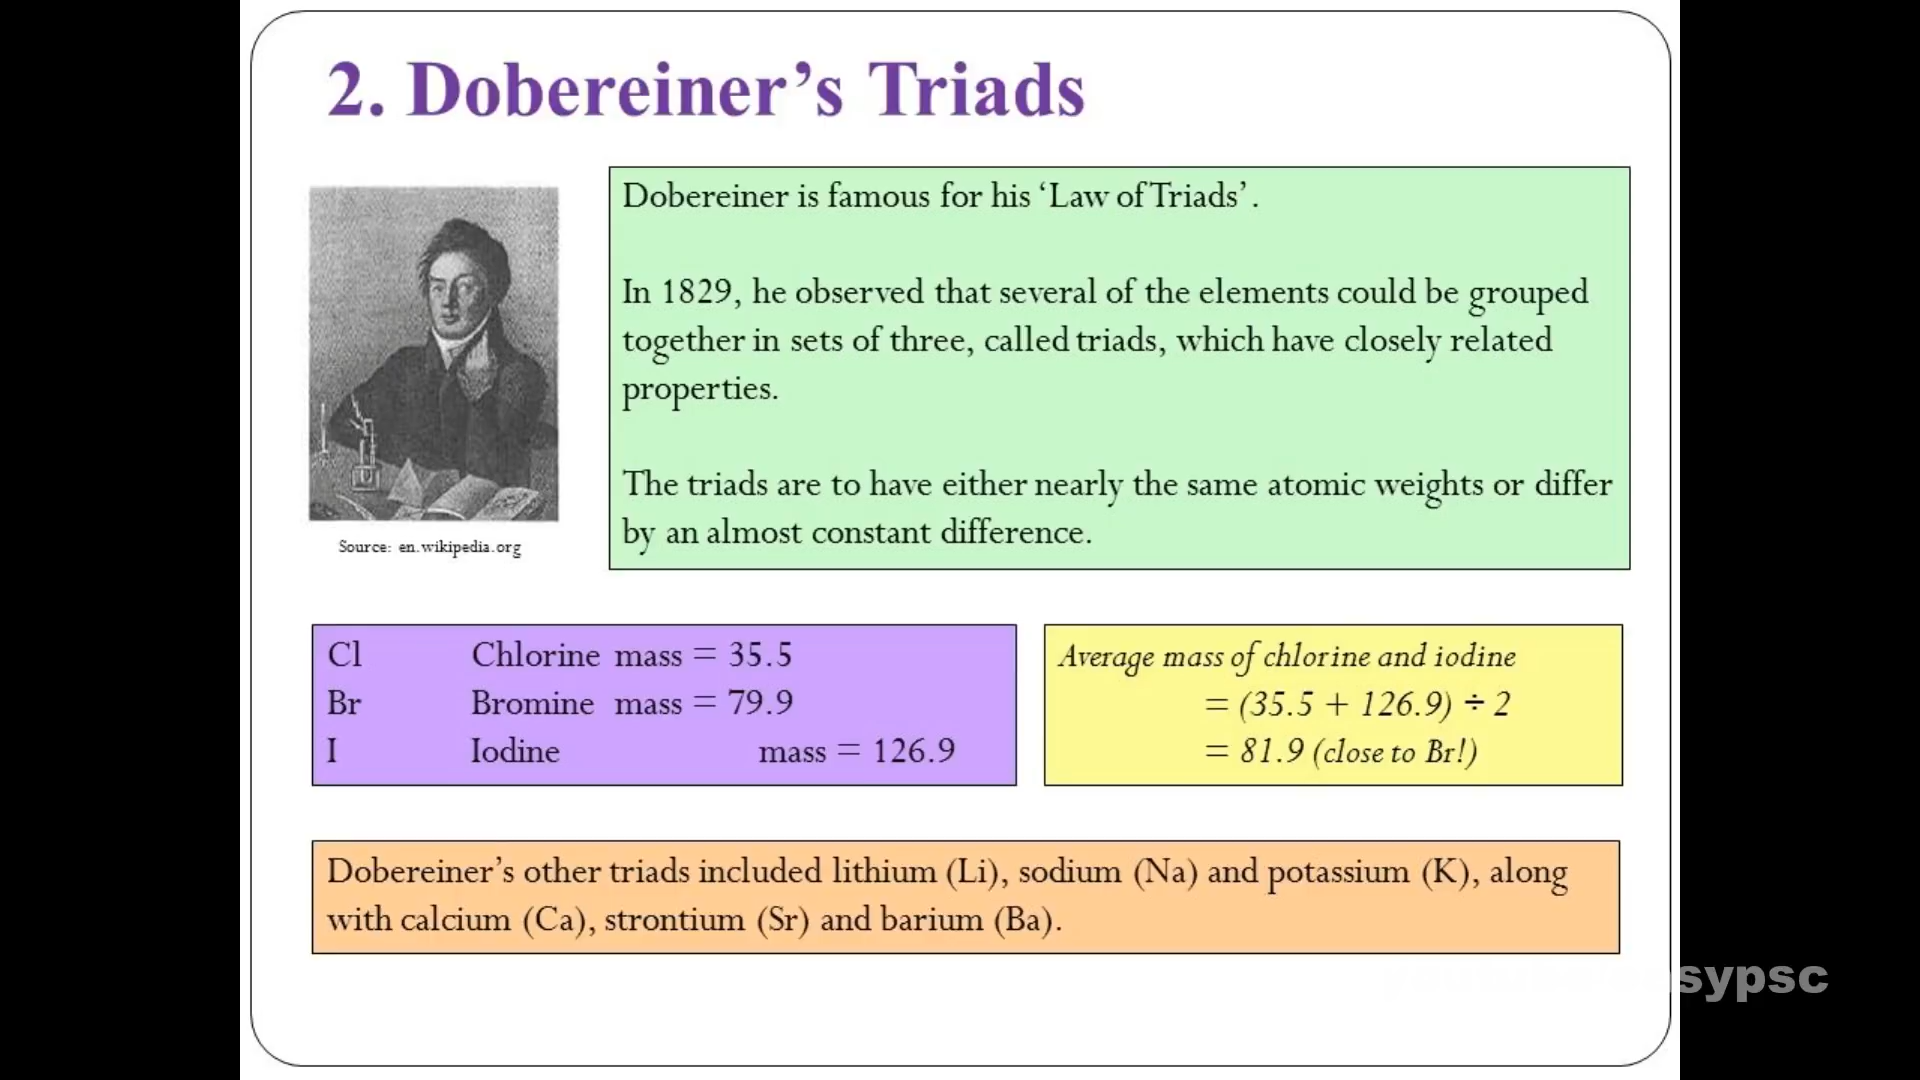 2. Dobereiner’s Triads
Dobereiner is famous for his ‘Law of Triads’.
In 1829, he observed that several of the elements could be grouped
together in sets of three, called triads, which have closely related
properties.
The triads are to have either nearly the same atomic weights or differ
by an almost constant difference.
Source: en.wikipedia.org
Cl Chlorine mass = 35.5
Br Bromine mass = 79.9
I Iodine mass = 126.9
Average mass of chlorine and iodine
= (35.5 + 126.9) ÷ 2
= 81.9 (close to Br!)
Dobereiner’s other triads included lithium (Li), sodium (Na) and potassium (K), along
with calcium (Ca), strontium (Sr) and barium (Ba).